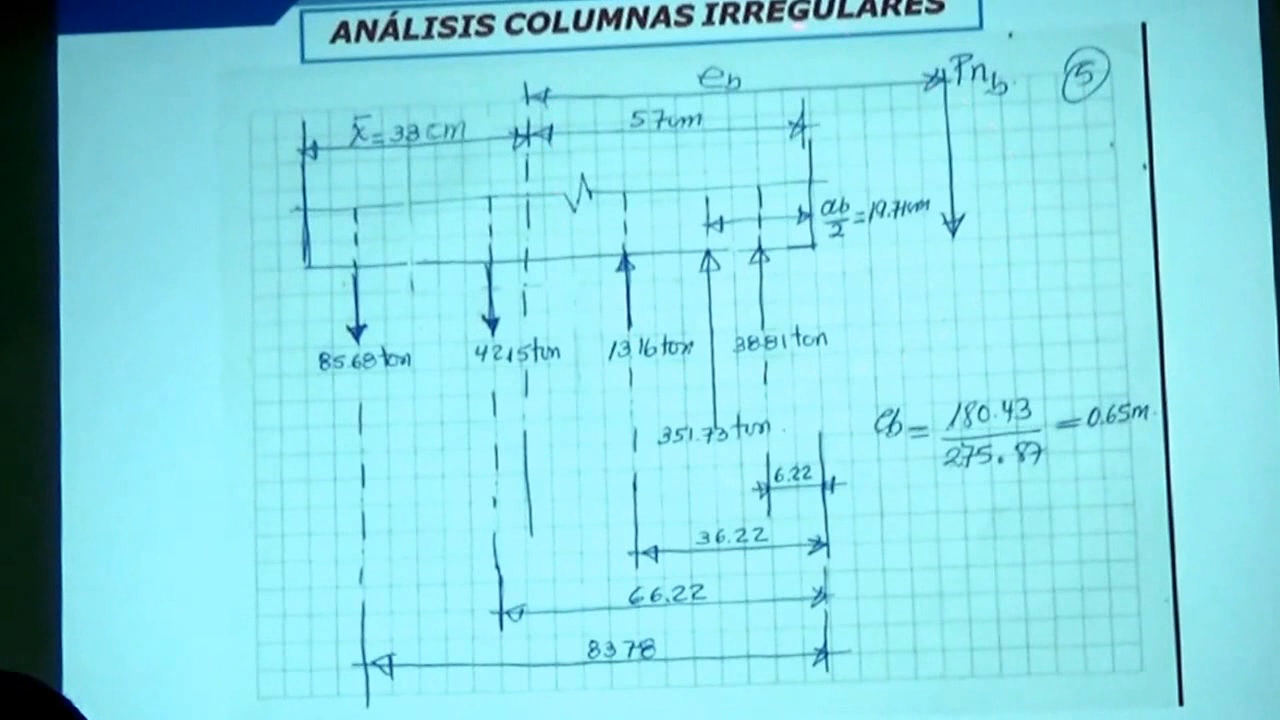 ANÁLISIS COLUMNAS IRREGULARES
eb
Pnb
5
x̄=38cm
57cm
ab/2 = 19.71cm
85.68 ton
42.15 ton
13.16 ton
38.81 ton
351.73 ton
eb = 180.43/275.87 = 0.65m.
6.22
36.22
66.22
83.78